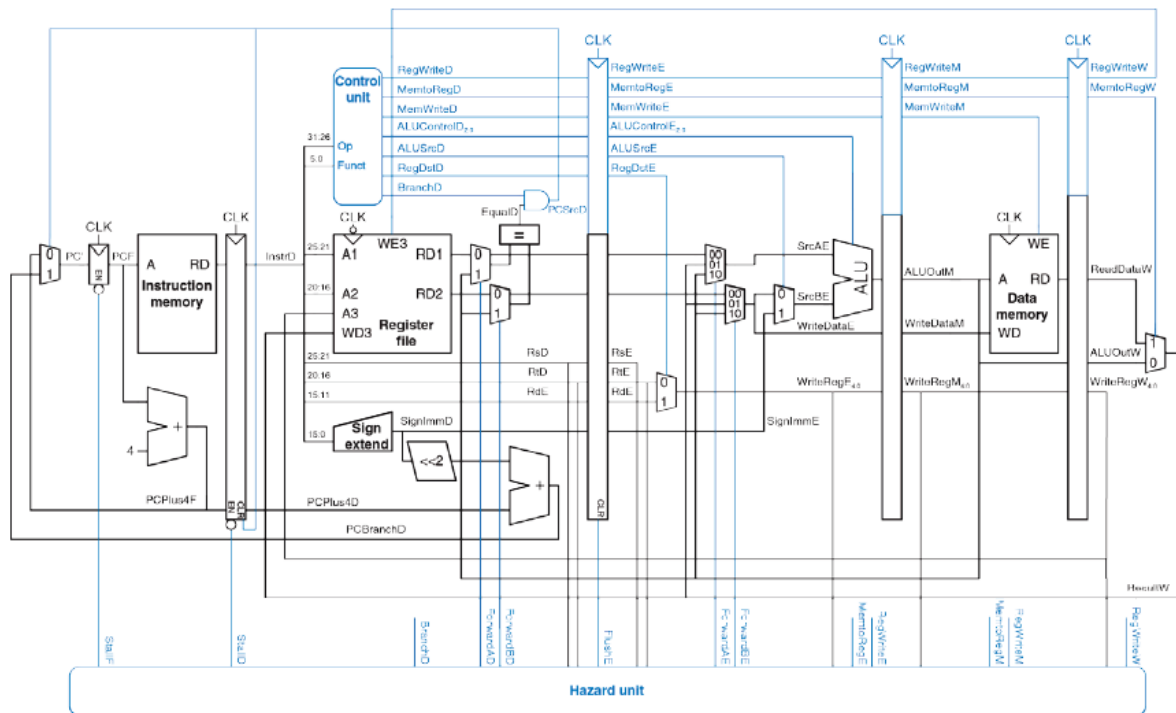 CLK CLK CLK
Control unit
RegWriteD RegWriteE RegWriteM RegWriteW
MemtoRegD MemtoRegE MemtoRegM MemtoRegW
MemWriteD MemWriteE MemWriteM
ALUControlD2:0 ALUControlE2:0
ALUSrcD ALUSrcE
RegDstD RegDstE
BranchD
31:26 Op
5:0 Funct
EqualD PCSrcD
CLK CLK CLK CLK
=
0 1 PC' EN PCF A RD Instruction memory InstrD
25:21 A1 WE3 RD1 0 1
20:16 A2 RD2 0 1
A3
WD3 Register file
00 01 10 SrcAE
00 01 10 0 1 SrcBE
ALU ALUOutM
WE A RD ReadDataW
Data memory
WD
WriteDataE WriteDataM
1 0
ALUOutW
25:21 RsD RsE
20:16 RtD RtE
15:11 RdE RdE
0 1
WriteRegE4:0 WriteRegM4:0 WriteRegW4:0
15:0 Sign extend SignImmD SignImmE
<<2
+
4
+
PCPlus4F EN CLR PCPlus4D CLR
PCBranchD
ResultW
StallF
StallD
BranchD
ForwardAD
ForwardBD
FlushE
ForwardAE
ForwardBE
MemtoRegE
RegWriteE
MemtoRegM
RegWriteM
RegWriteW
Hazard unit